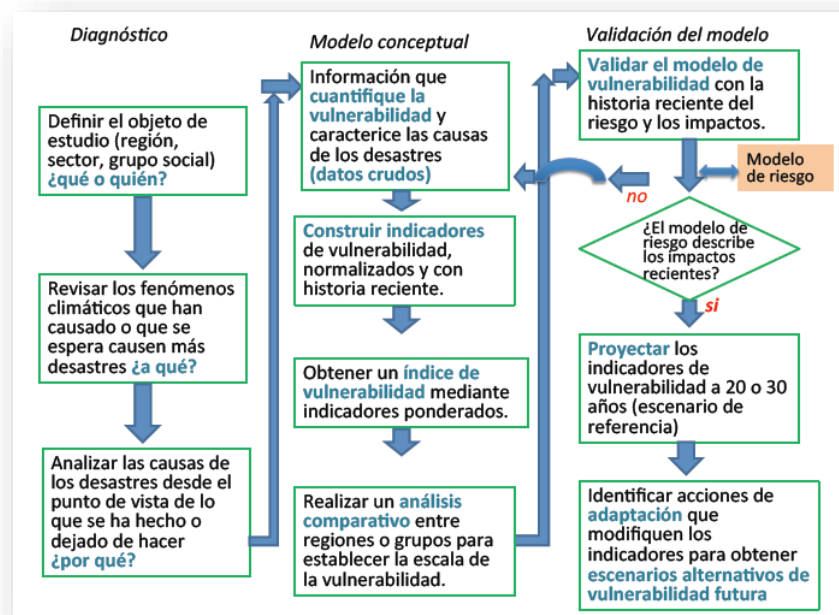 Diagnóstico
Definir el objeto de
estudio (región,
sector, grupo social)
¿qué o quién?
Revisar los fenómenos
climáticos que han
causado o que se
espera causen más
desastres ¿a qué?
Analizar las causas de
los desastres desde el
punto de vista de lo
que se ha hecho o
dejado de hacer
¿por qué?
Modelo conceptual
Información que
cuantifique la
vulnerabilidad y
caracterice las causas
de los desastres
(datos crudos)
Construir indicadores
de vulnerabilidad,
normalizados y con
historia reciente.
Obtener un índice de
vulnerabilidad mediante
indicadores ponderados.
Realizar un análisis
comparativo entre
regiones o grupos para
establecer la escala de
la vulnerabilidad.
Validación del modelo
Validar el modelo de
vulnerabilidad con la
historia reciente del
riesgo y los impactos.
Modelo
de riesgo
no
¿El modelo de
riesgo describe
los impactos
recientes?
si
Proyectar los
indicadores de
vulnerabilidad a 20 o 30
años (escenario de
referencia)
Identificar acciones de
adaptación que
modifiquen los
indicadores para obtener
escenarios alternativos de
vulnerabilidad futura